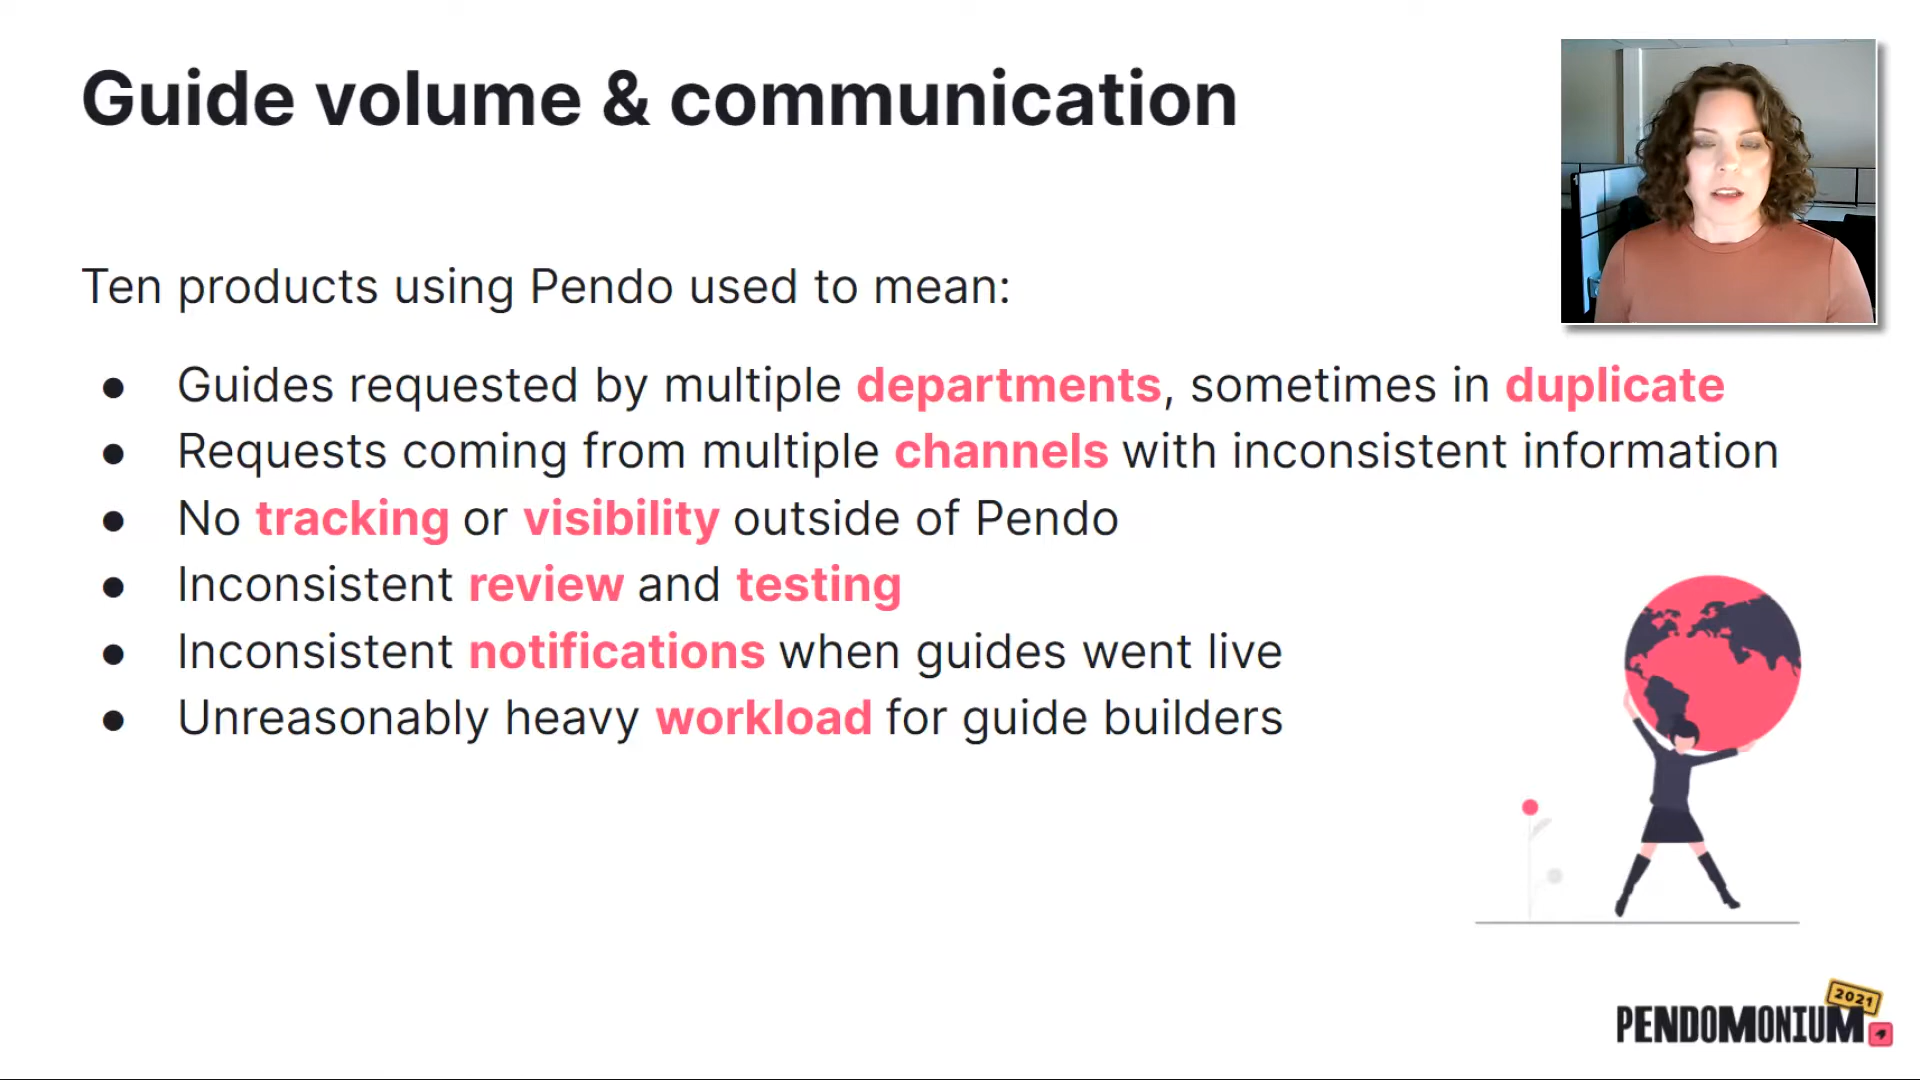 Guide volume & communication
Ten products using Pendo used to mean:
● Guides requested by multiple departments, sometimes in duplicate
● Requests coming from multiple channels with inconsistent information
● No tracking or visibility outside of Pendo
● Inconsistent review and testing
● Inconsistent notifications when guides went live
● Unreasonably heavy workload for guide builders
2021
PENDOMONIUM